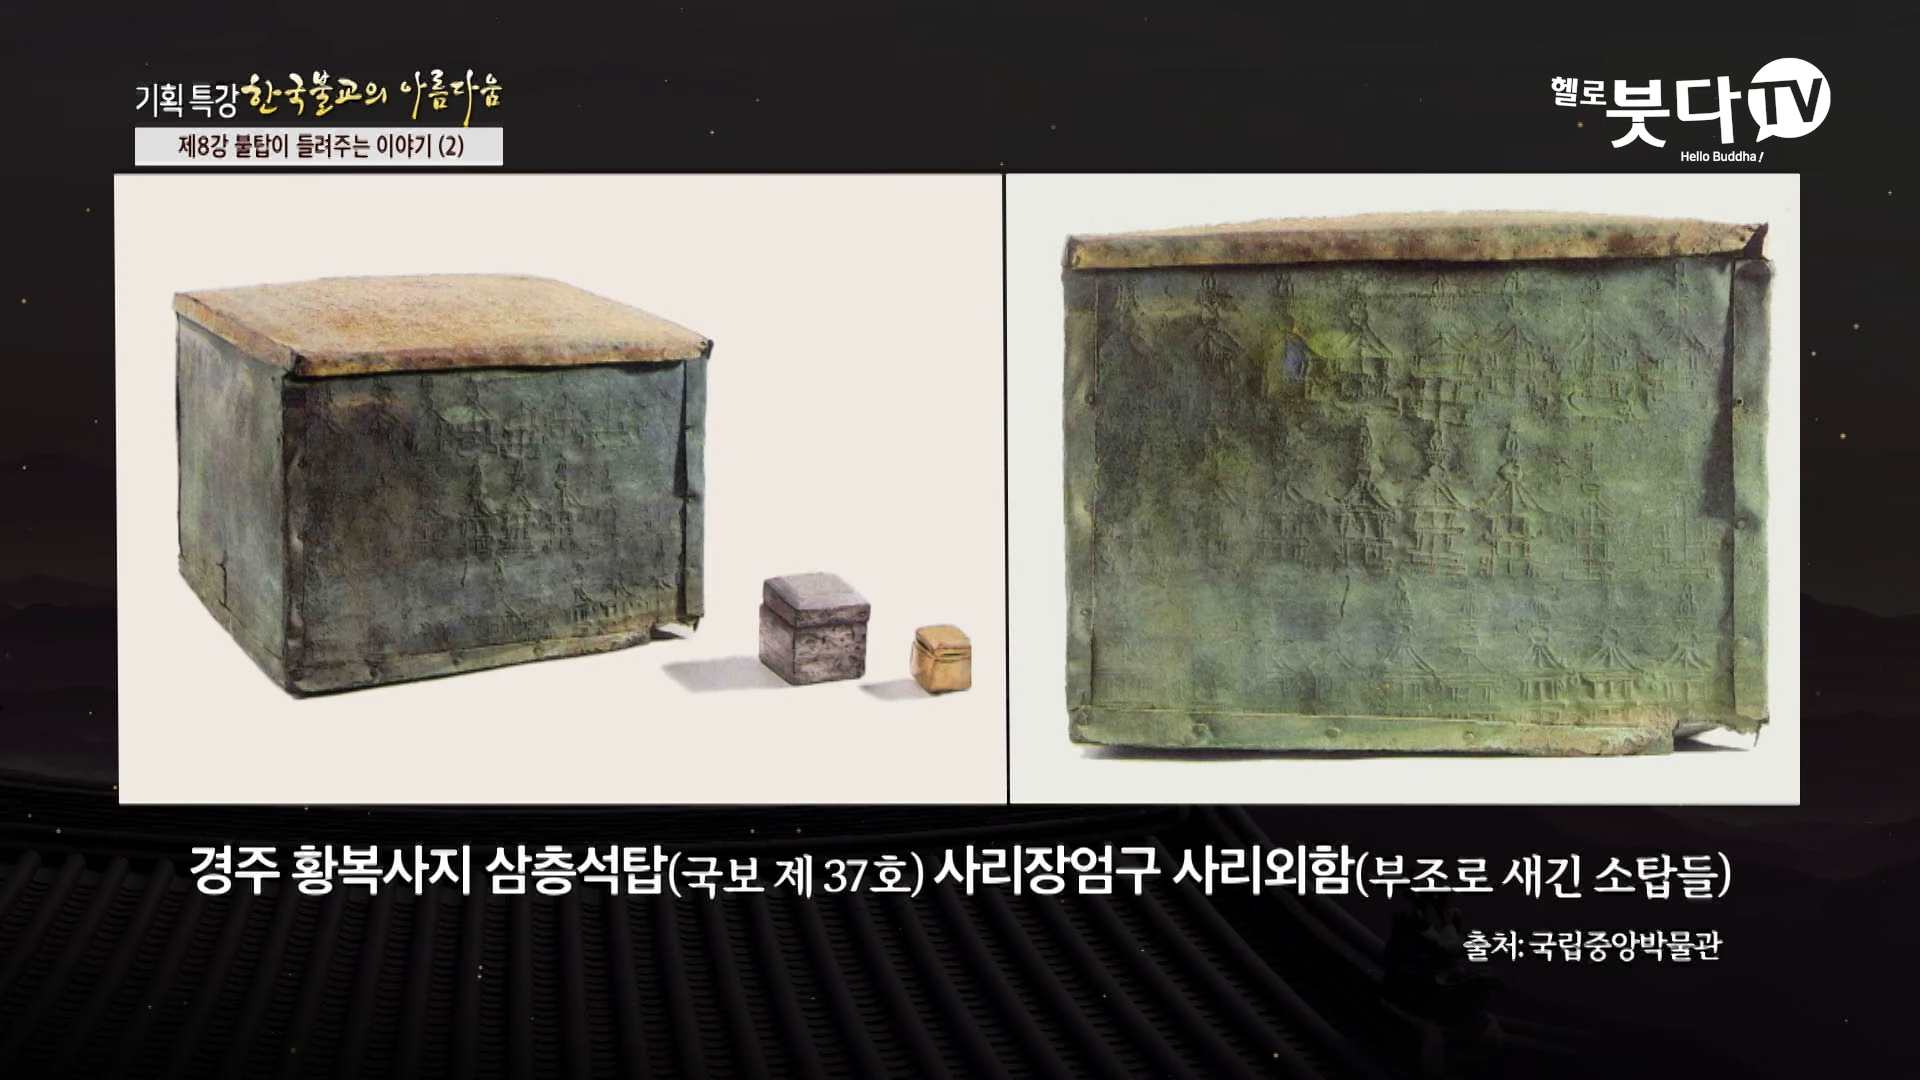 기획 특강 한국불교의 아름다움
제8강 불탑이 들려주는 이야기 (2)
헬로 붓다 TV
Hello Buddha!
경주 황복사지 삼층석탑(국보 제 37호) 사리장엄구 사리외함(부조로 새긴 소탑들)
출처: 국립중앙박물관